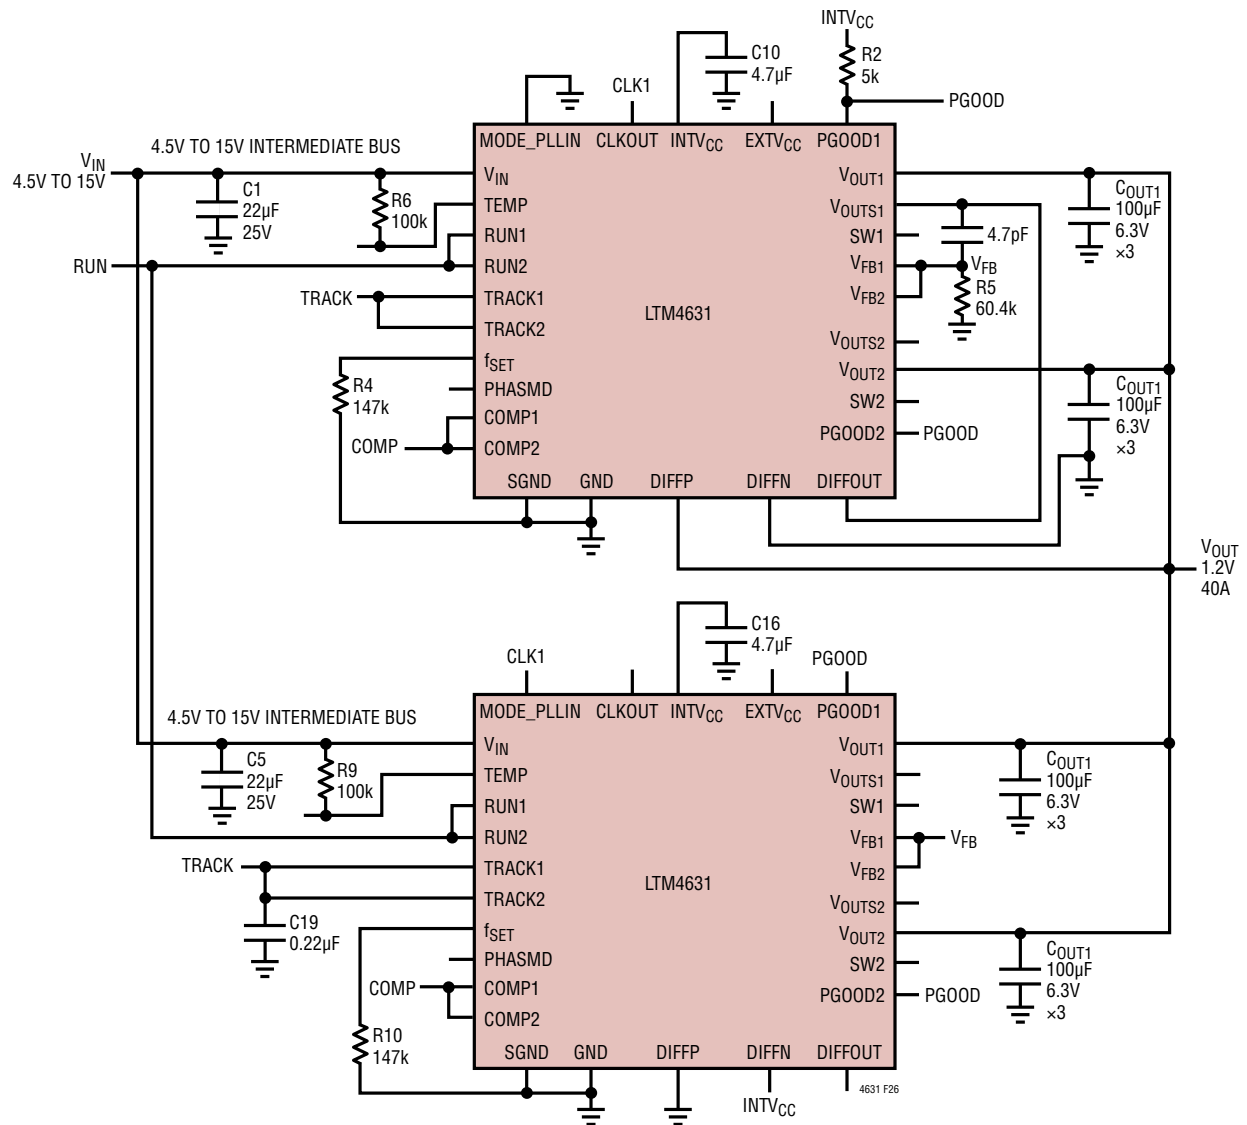 INTVCC
R2
5k
C10
4.7µF
CLK1
PGOOD
MODE_PLLIN
CLKOUT
INTVCC
EXTVCC
PGOOD1
4.5V TO 15V INTERMEDIATE BUS
VIN
4.5V TO 15V
C1
22µF
25V
R6
100k
RUN
TRACK
R4
147k
COMP
VIN
TEMP
RUN1
RUN2
TRACK1
TRACK2
fSET
PHASMD
COMP1
COMP2
LTM4631
VOUT1
VOUTS1
SW1
VFB1
VFB2
VOUTS2
VOUT2
SW2
PGOOD2
PGOOD
SGND
GND
DIFFP
DIFFN
DIFFOUT
4.7pF
VFB
R5
60.4k
COUT1
100µF
6.3V
×3
COUT1
100µF
6.3V
×3
VOUT
1.2V
40A
C16
4.7µF
CLK1
PGOOD
MODE_PLLIN
CLKOUT
INTVCC
EXTVCC
PGOOD1
4.5V TO 15V INTERMEDIATE BUS
C5
22µF
25V
R9
100k
TRACK
C19
0.22µF
COMP
R10
147k
VIN
TEMP
RUN1
RUN2
TRACK1
TRACK2
fSET
PHASMD
COMP1
COMP2
LTM4631
VOUT1
VOUTS1
SW1
VFB1
VFB
VFB2
VOUTS2
VOUT2
SW2
PGOOD2
PGOOD
SGND
GND
DIFFP
DIFFN
DIFFOUT
COUT1
100µF
6.3V
×3
COUT1
100µF
6.3V
×3
INTVCC
4631 F26